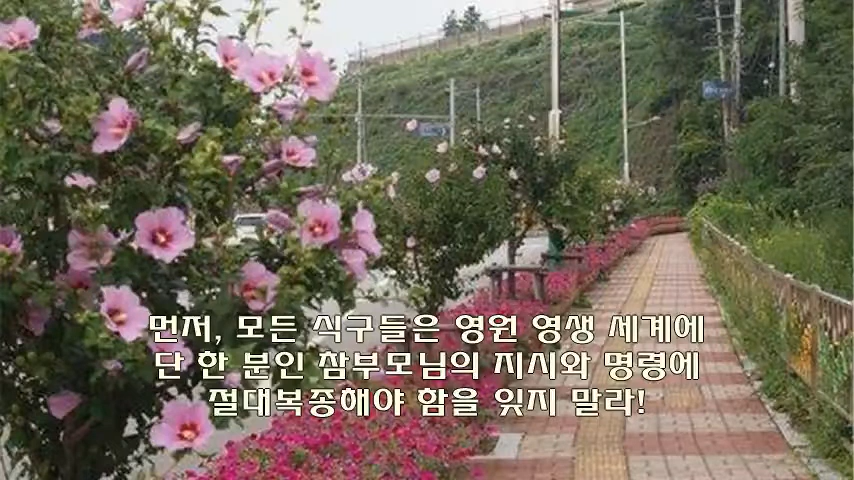 먼저, 모든 식구들은 영원 영생 세계에
단 한 분인 참부모님의 지시와 명령에
절대복종해야 함을 잊지 말라!